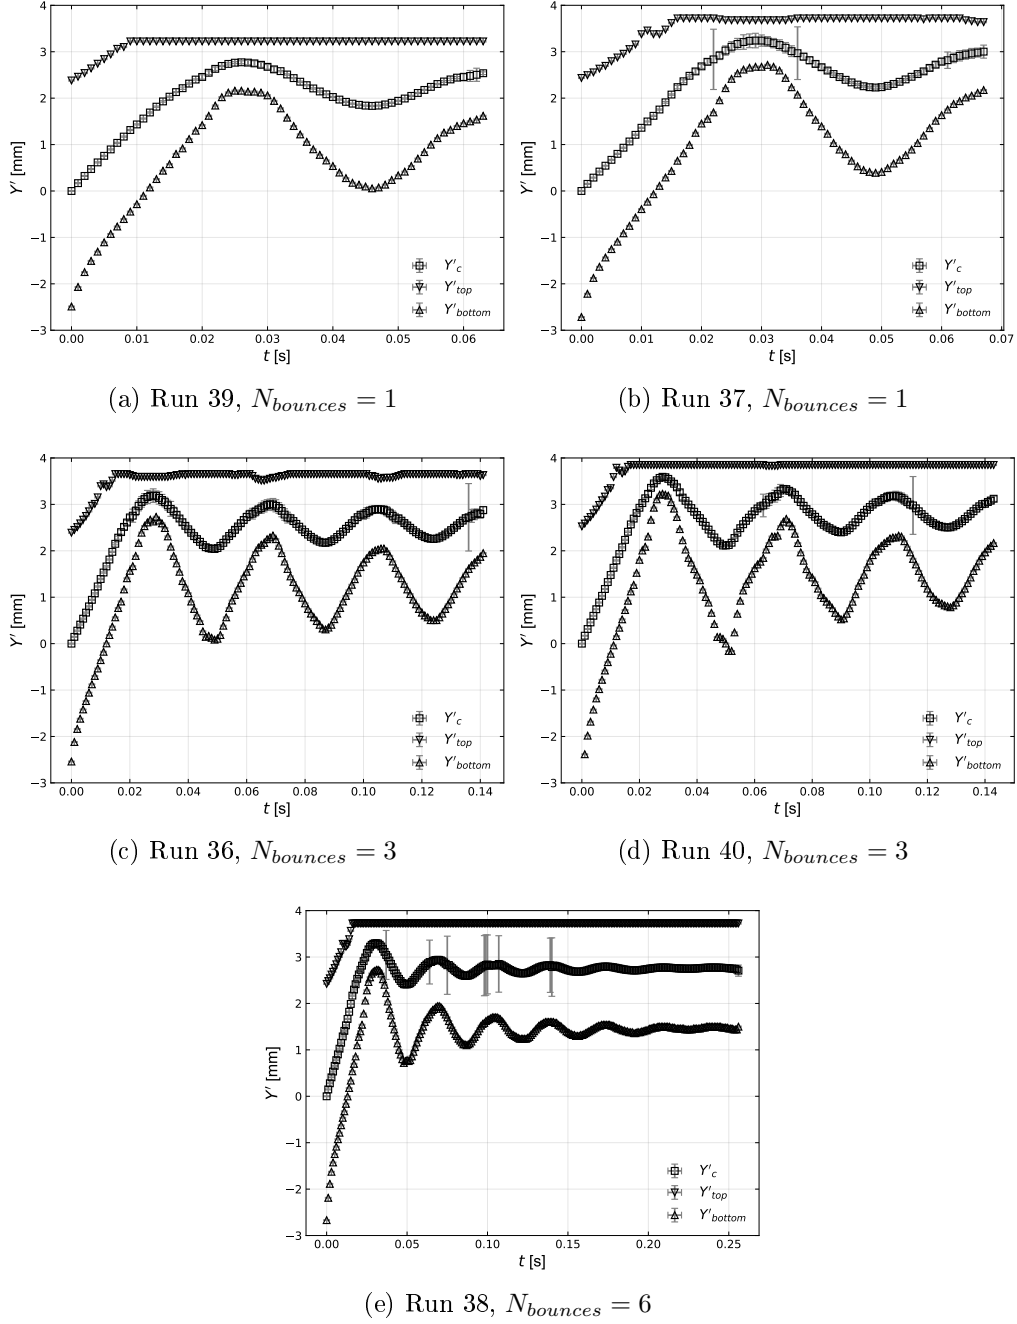 4
3
2
1
0
−1
−2
−3
Y′ [mm]
Y′c
Y′top
Y′bottom
0.00 0.01 0.02 0.03 0.04 0.05 0.06
t [s]
(a) Run 39, Nbounces = 1
4
3
2
1
0
−1
−2
−3
Y′ [mm]
Y′c
Y′top
Y′bottom
0.00 0.01 0.02 0.03 0.04 0.05 0.06 0.07
t [s]
(b) Run 37, Nbounces = 1
4
3
2
1
0
−1
−2
−3
Y′ [mm]
Y′c
Y′top
Y′bottom
0.00 0.02 0.04 0.06 0.08 0.10 0.12 0.14
t [s]
(c) Run 36, Nbounces = 3
4
3
2
1
0
−1
−2
−3
Y′ [mm]
Y′c
Y′top
Y′bottom
0.00 0.02 0.04 0.06 0.08 0.10 0.12 0.14
t [s]
(d) Run 40, Nbounces = 3
4
3
2
1
0
−1
−2
−3
Y′ [mm]
Y′c
Y′top
Y′bottom
0.00 0.05 0.10 0.15 0.20 0.25
t [s]
(e) Run 38, Nbounces = 6